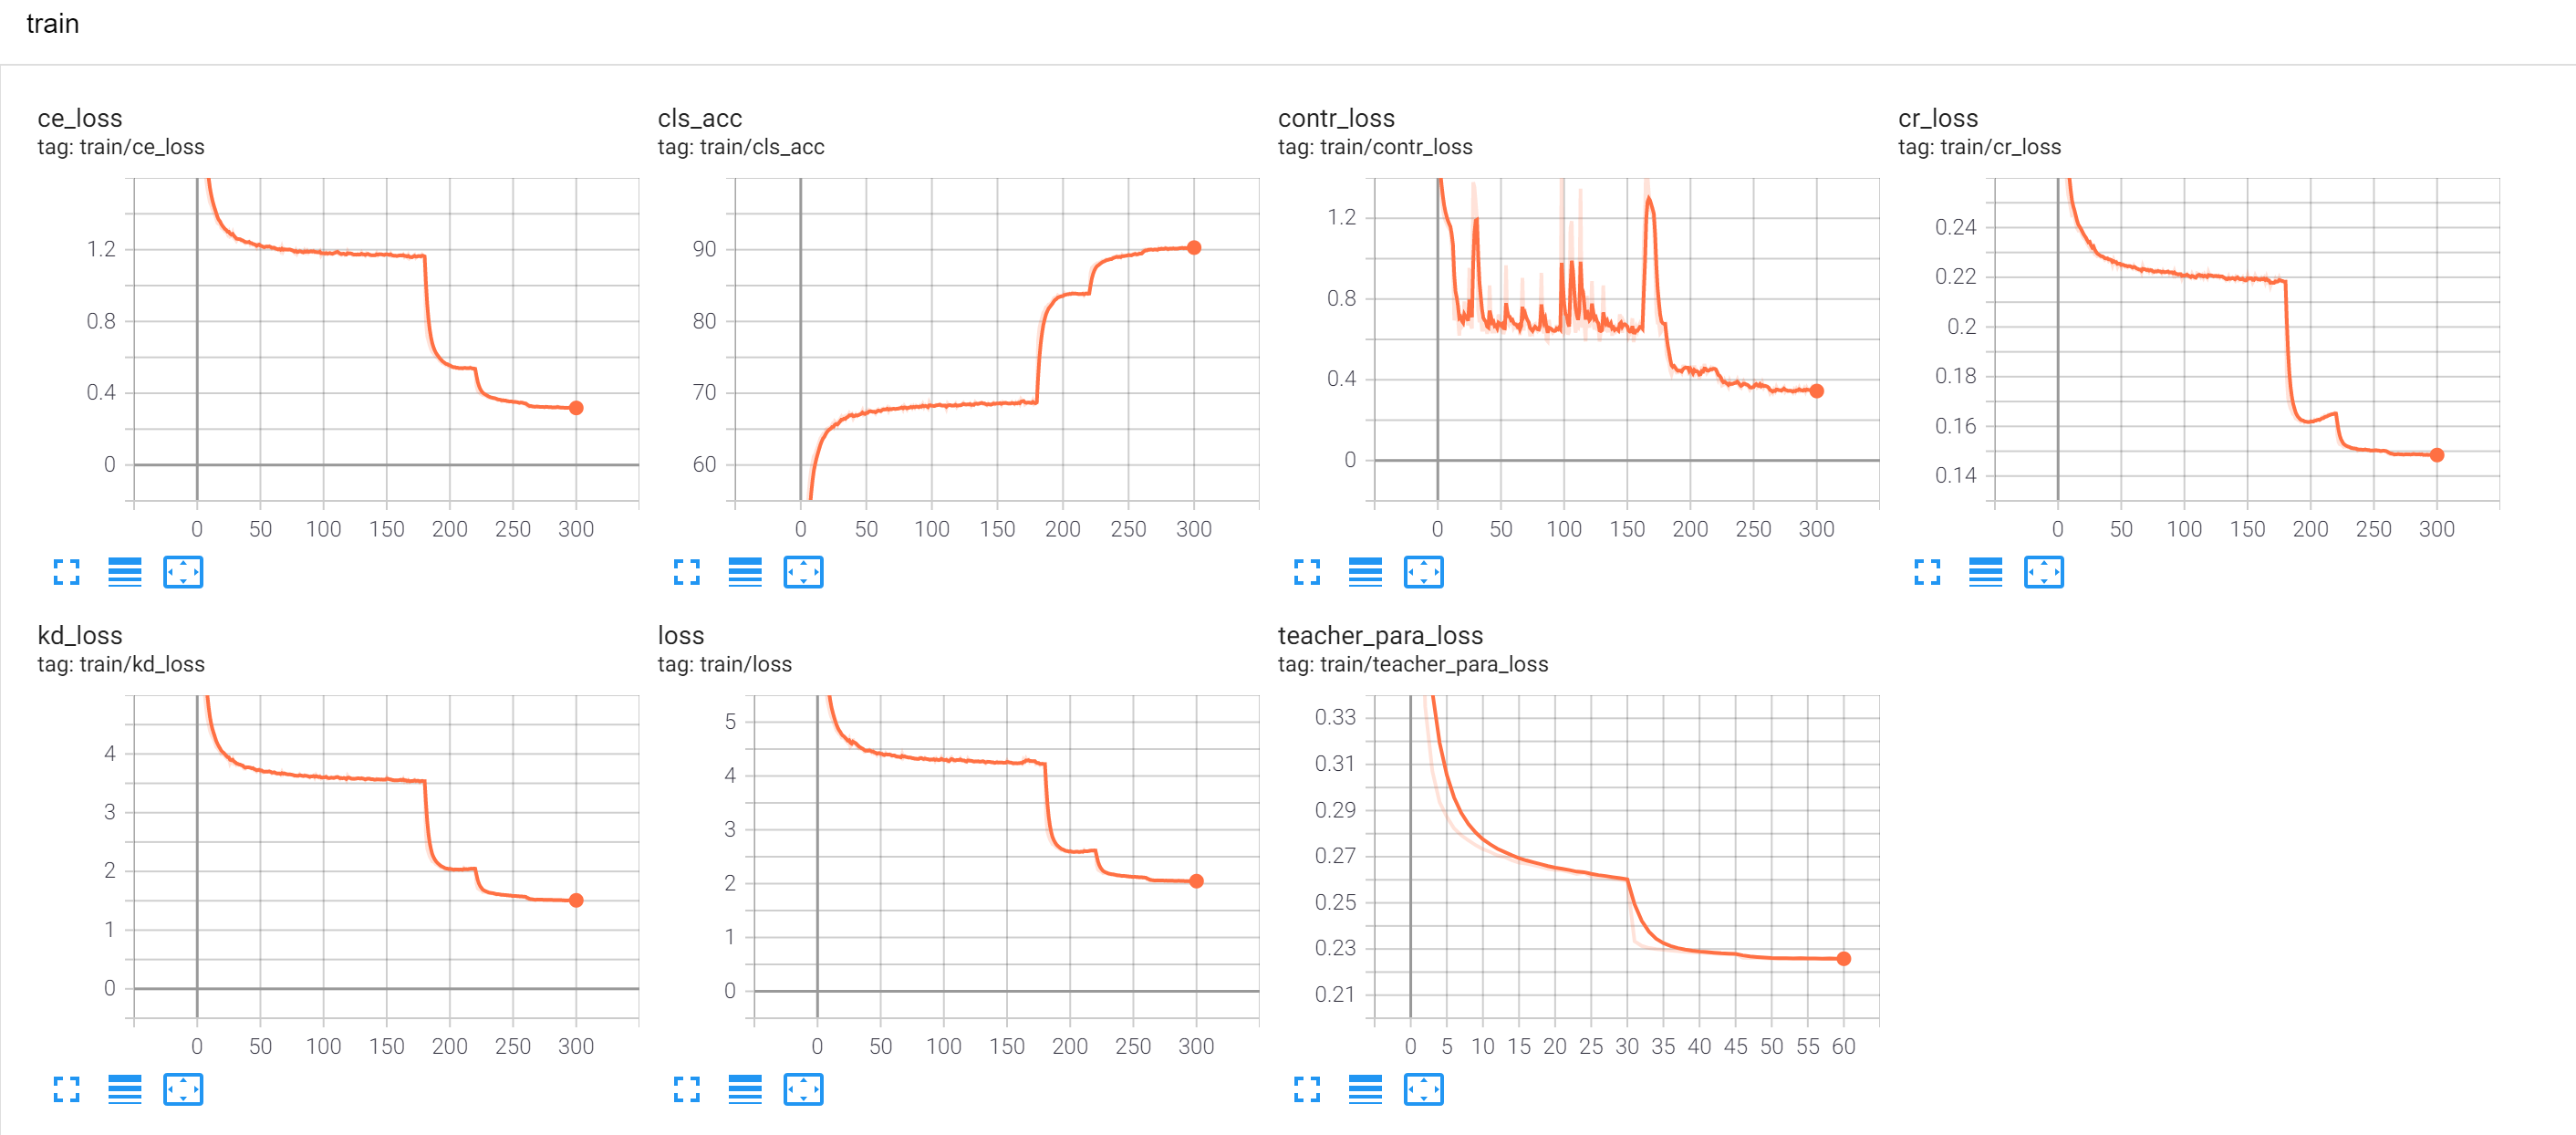 train
ce_loss
tag: train/ce_loss
1.2
0.8
0.4
0
0 50 100 150 200 250 300
cls_acc
tag: train/cls_acc
90
80
70
60
0 50 100 150 200 250 300
contr_loss
tag: train/contr_loss
1.2
0.8
0.4
0
0 50 100 150 200 250 300
cr_loss
tag: train/cr_loss
0.24
0.22
0.2
0.18
0.16
0.14
0 50 100 150 200 250 300
kd_loss
tag: train/kd_loss
4
3
2
1
0
0 50 100 150 200 250 300
loss
tag: train/loss
5
4
3
2
1
0
0 50 100 150 200 250 300
teacher_para_loss
tag: train/teacher_para_loss
0.33
0.31
0.29
0.27
0.25
0.23
0.21
0 5 10 15 20 25 30 35 40 45 50 55 60